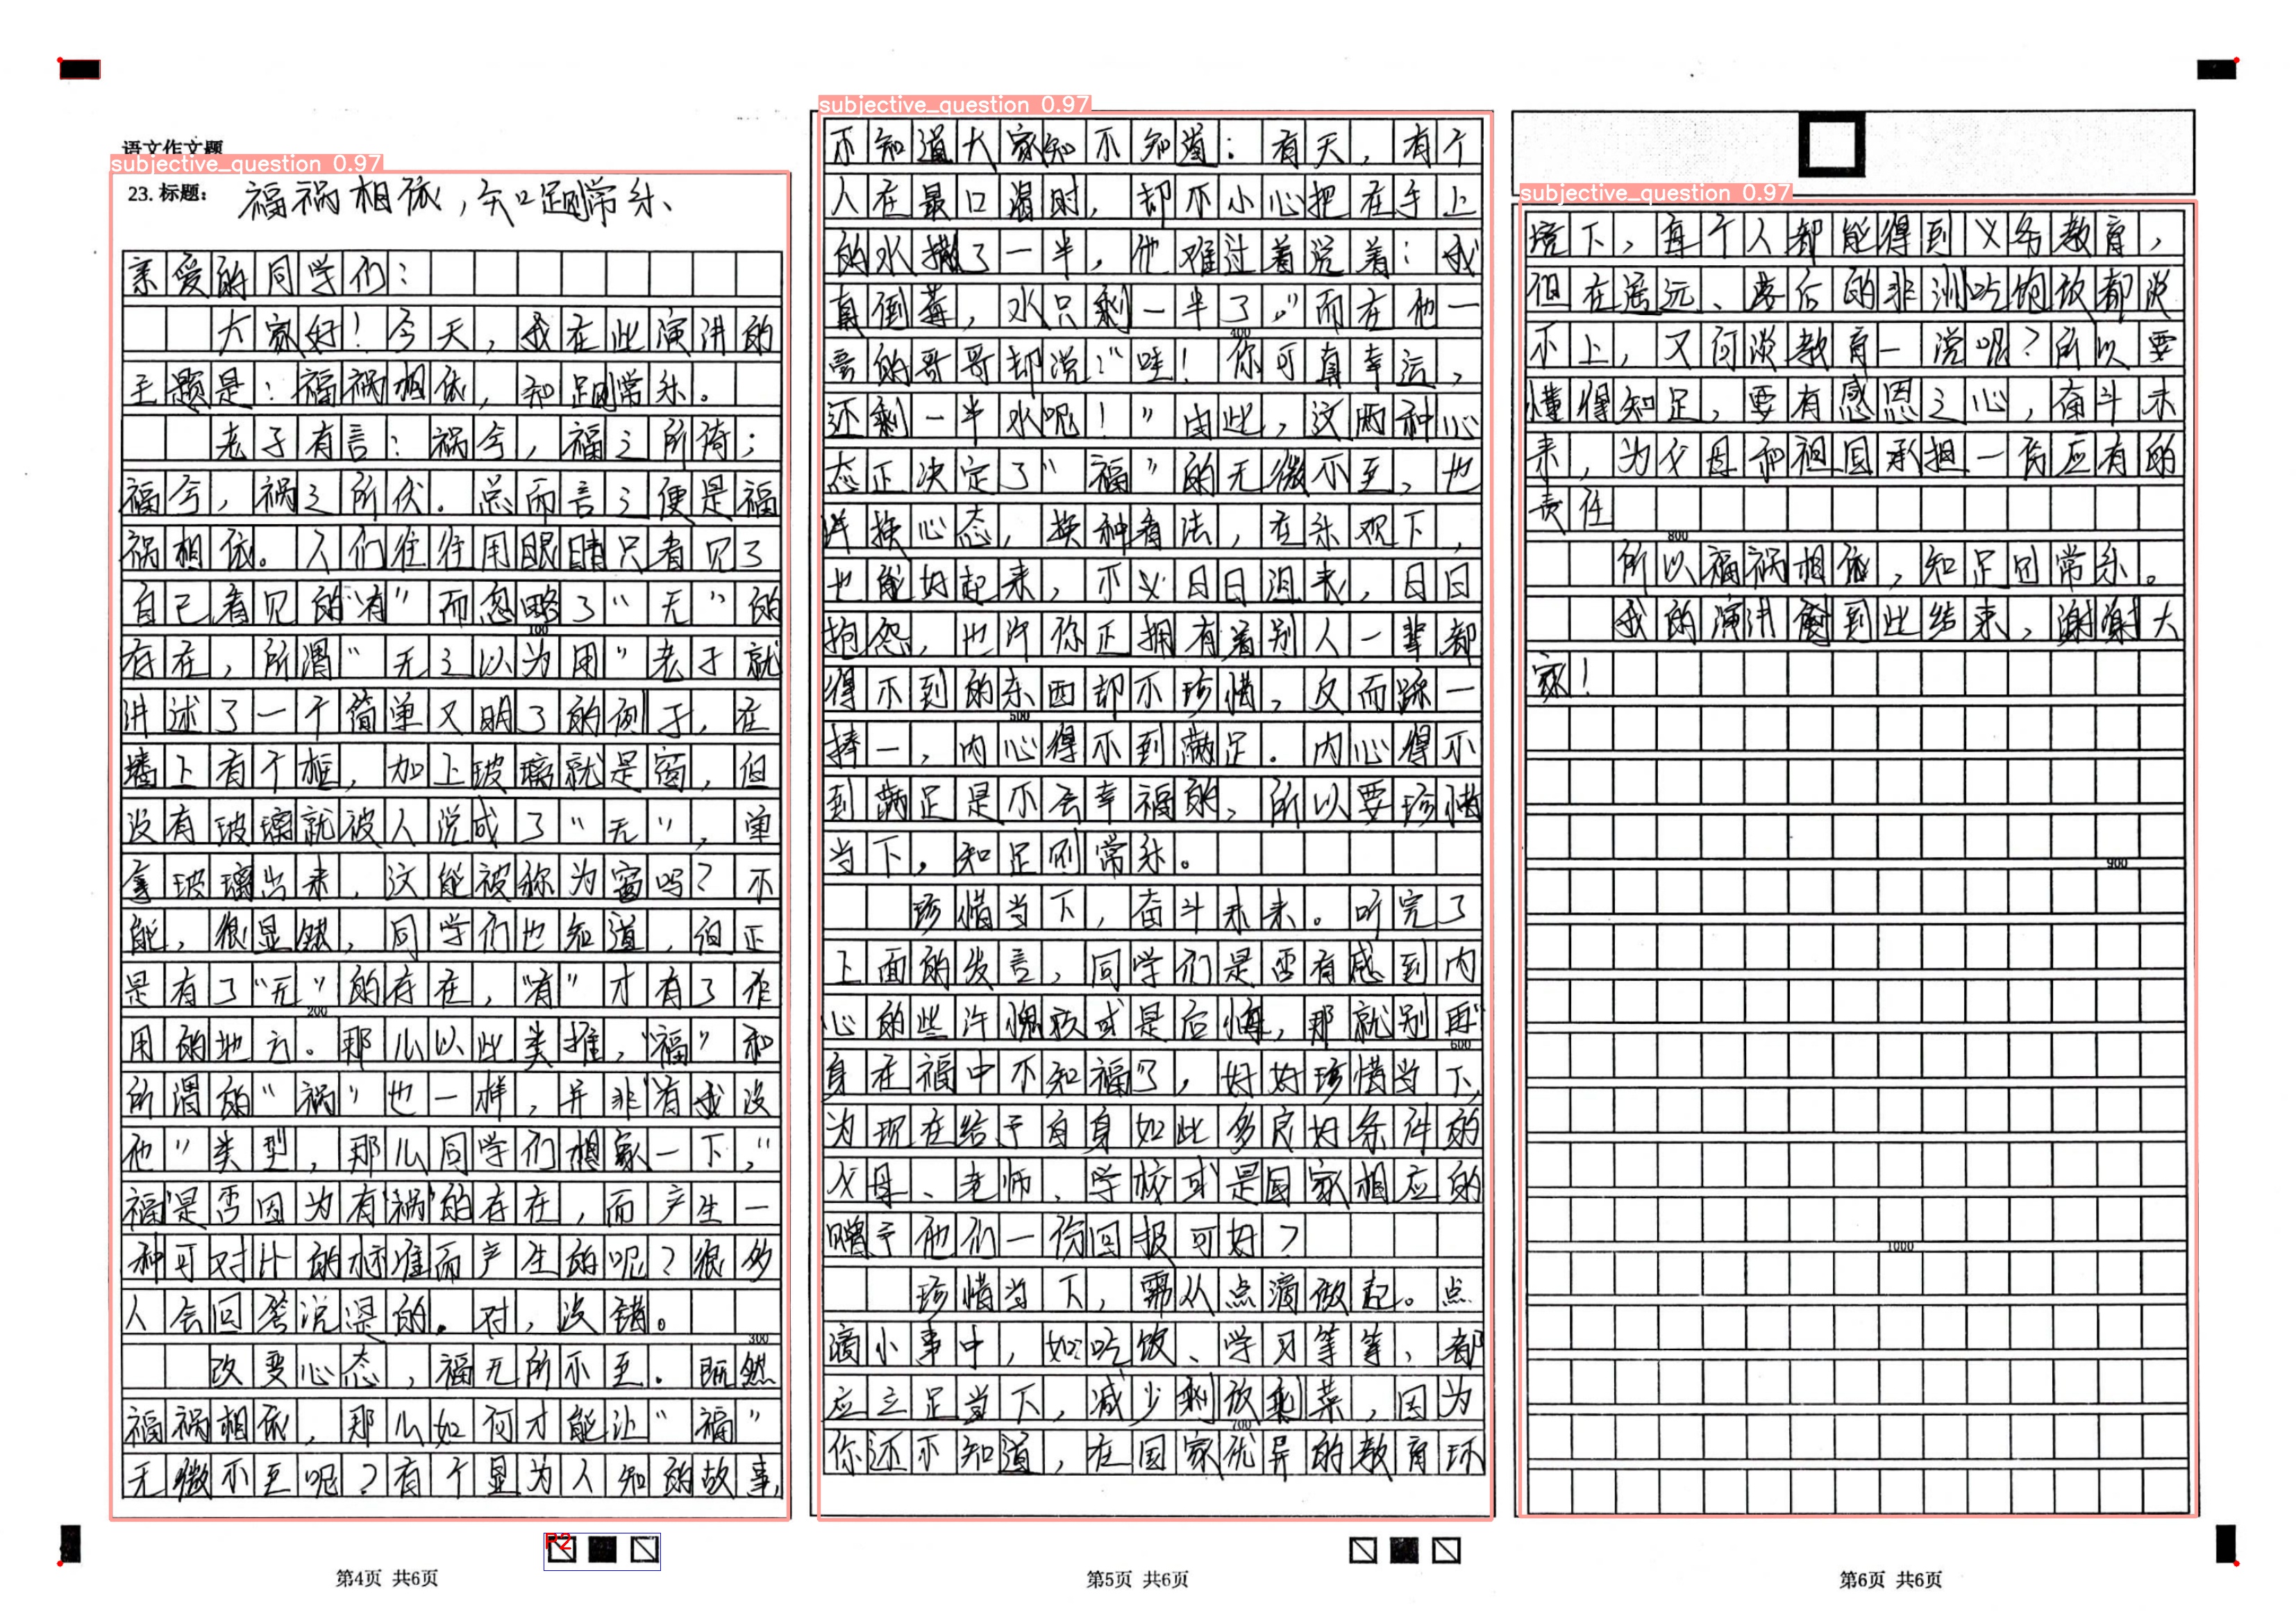 语文作文题
subjective_question 0.97
23. 标题：福祸相依，知足则常乐
亲爱的同学们：
大家好！今天，我在此演讲的
主题是：福祸相依，知足则常乐。
老子有言：祸兮，福之所倚；
福兮，祸之所伏。总而言之便是福
祸相依。人们往往用眼睛只看见了
自己看见的“有”而忽略了“无”的
100
存在，所谓“无之以为用”老子就
讲述了一个简单又明了的例子，在
墙上有个框，加上玻璃就是窗，但
没有玻璃就被人说成了“无”，单
拿玻璃出来，这能被称为窗吗？不
能，很显然，同学们也知道，但正
是有了“无”的存在，“有”才有了作
200
用的地方。那么以此类推，“福”和
所谓的“祸”也一样，并非“有我没
他”类型，那么同学们想象一下，“
福”是否因为有“祸”的存在，而产生一
种可对比的标准而产生的呢？很多
人会回答说是的。对，没错。
300
改变心态，福无所不至。既然
福祸相依，那么如何才能让“福”
无微不至呢？有个显为人知的故事，
第4页 共6页
subjective_question 0.97
不知道大家知不知道：有天，有个
人在最口渴时，却不小心把在手上
的水撒了一半，他难过着说着：我
真倒莓，水只剩一半了。”而在他一
400
旁的哥哥却说：“哇！你可真幸运，
还剩一半水呢！”由此，这两种心
态正决定了“福”的无微不至，也
许换心态，换种看法，在乐观下，
也能好起来，不必日日沮丧，日日
抱怨，也许你正拥有着别人一辈都
得不到的东西却不珍惜，反而踩一
500
捧一，内心得不到满足．内心得不
到满足是不会幸福的，所以要珍惜
当下，知足则常乐。
珍惜当下，奋斗未来。听完了
上面的发言，同学们是否有感到内
心的些许愧疚或是后悔，那就别再“
600
身在福中不知福”了，好好珍惜当下，
为现在给予自身如此多良好条件的
父母、老师、学校或是国家相应的
赠予他们一份回报可好？
珍惜当下，需从点滴做起。点
滴小事中，如吃饭、学习等等，都
应立足当下，减少剩饭剩菜，因为
700
你还不知道，在国家优异的教育环
第5页 共6页
subjective_question 0.97
境下，每个人都能得到义务教育，
但在遥远、落后的非洲吃饱饭都谈
不上，又何谈教育一说呢？所以要
懂得知足，要有感恩之心，奋斗未
来，为父母和祖国承担一份应有的
责任
800
所以福祸相依，知足则常乐。
我的演讲到此结束，谢谢大
家！
900
1000
第6页 共6页